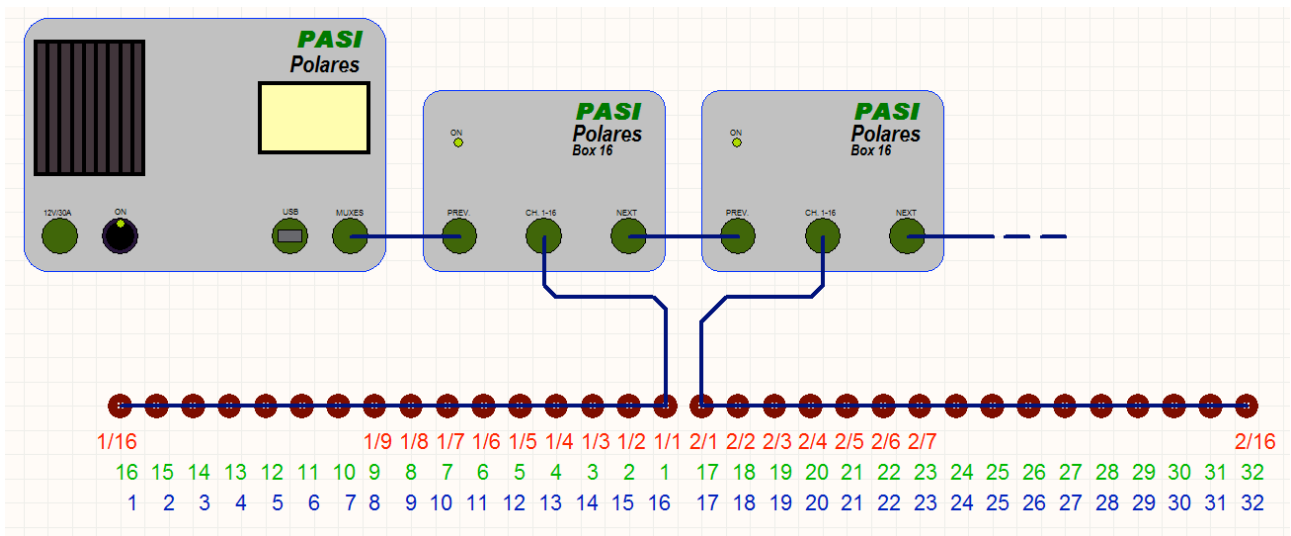 PASI
Polares
12V/30A
ON
USB
MUXES
PASI
Polares
Box 16
ON
PREV.
CH. 1-16
NEXT
PASI
Polares
Box 16
ON
PREV.
CH. 1-16
NEXT
1/16 1/9 1/8 1/7 1/6 1/5 1/4 1/3 1/2 1/1 2/1 2/2 2/3 2/4 2/5 2/6 2/7 2/16
16 15 14 13 12 11 10 9 8 7 6 5 4 3 2 1 17 18 19 20 21 22 23 24 25 26 27 28 29 30 31 32
1 2 3 4 5 6 7 8 9 10 11 12 13 14 15 16 17 18 19 20 21 22 23 24 25 26 27 28 29 30 31 32